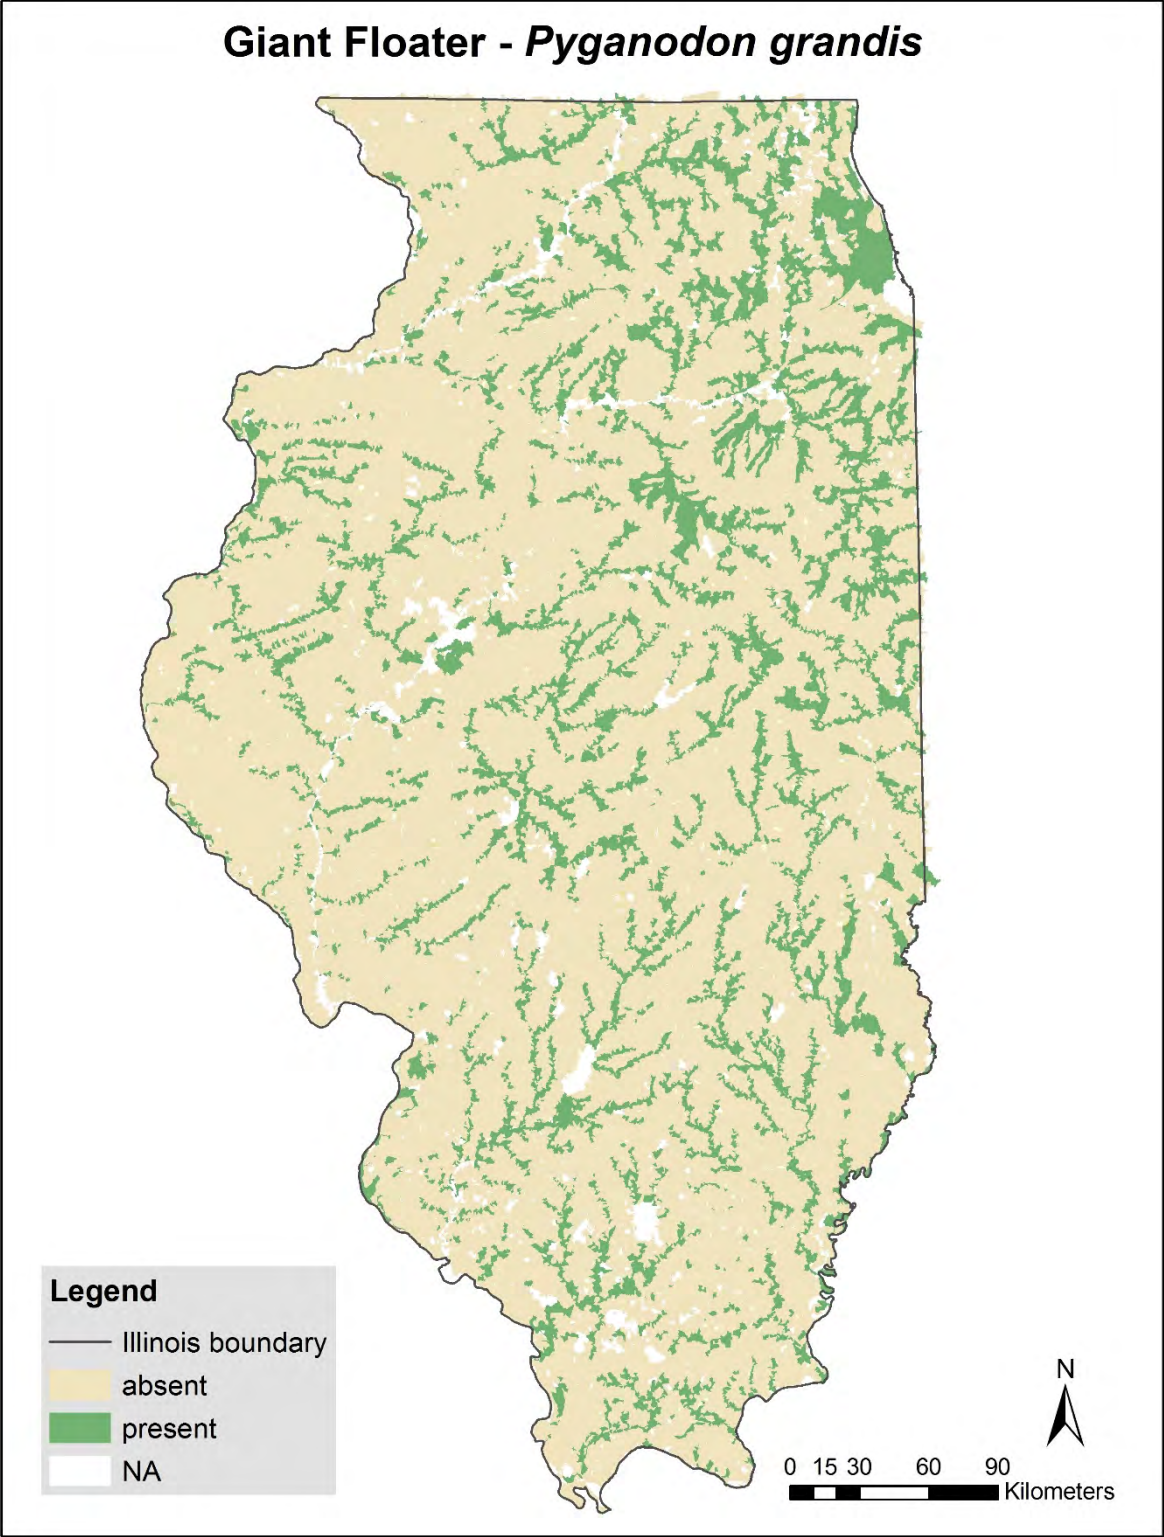 Giant Floater - Pyganodon grandis
Legend
Illinois boundary
absent
present
NA
N
0 15 30 60 90
Kilometers